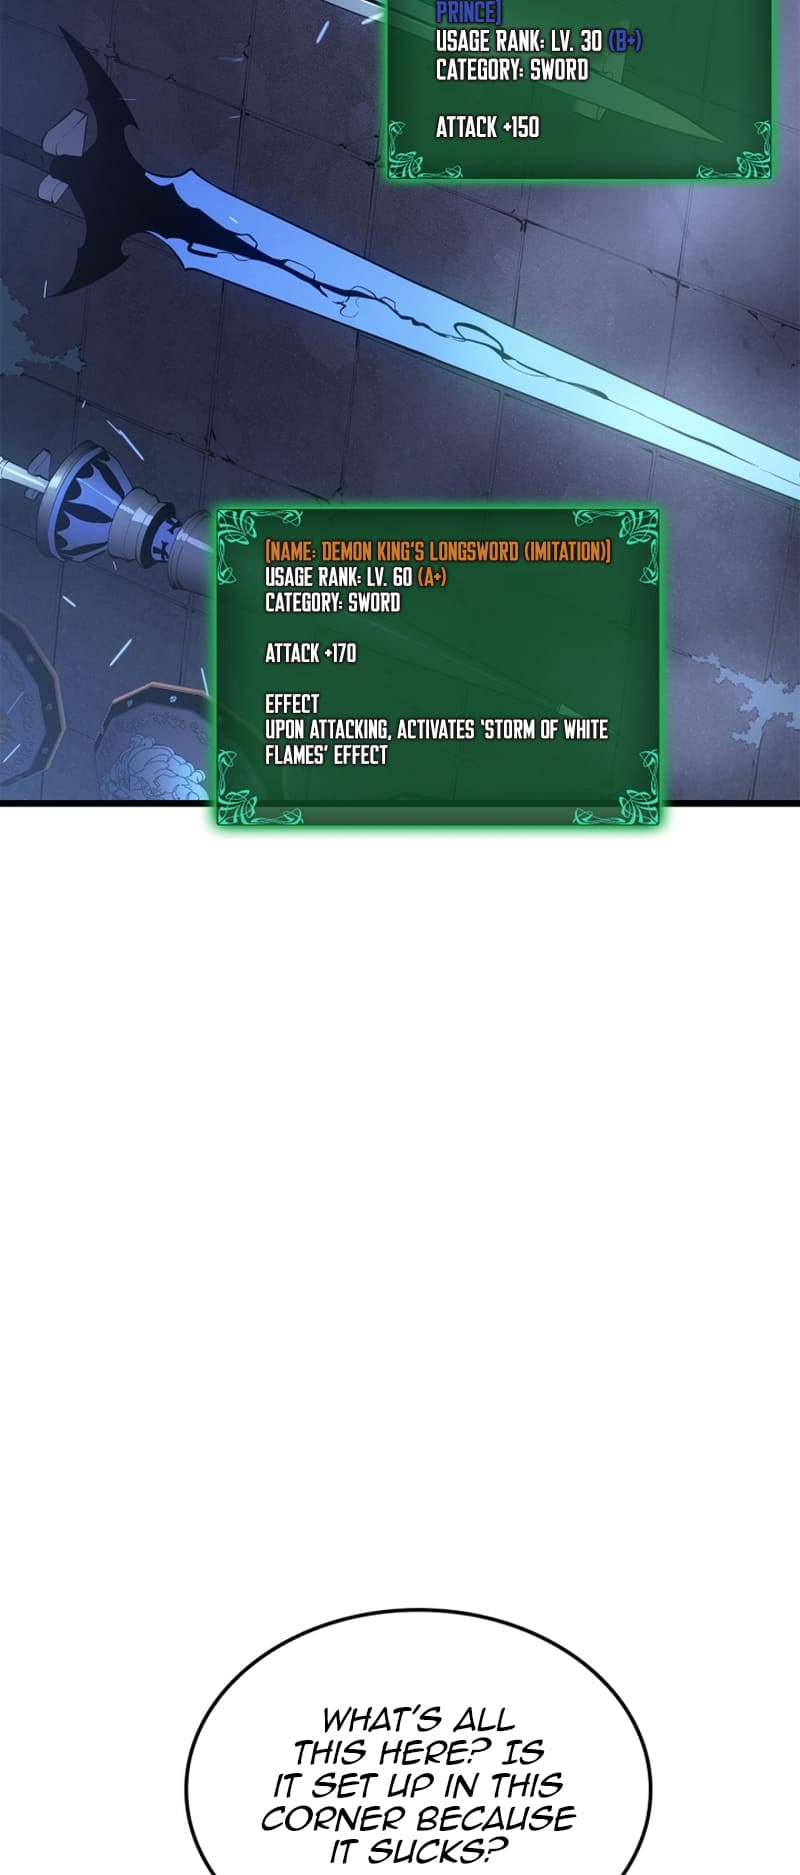 PRINCE]
USAGE RANK: LV. 30 (B+)
CATEGORY: SWORD
ATTACK +150
[NAME: DEMON KING'S LONGSWORD (IMITATION)]
USAGE RANK: LV. 60 (A+)
CATEGORY: SWORD
ATTACK +170
EFFECT
UPON ATTACKING, ACTIVATES 'STORM OF WHITE
FLAMES' EFFECT
WHAT'S ALL
THIS HERE? IS
IT SET UP IN THIS
CORNER BECAUSE
IT SUCKS?